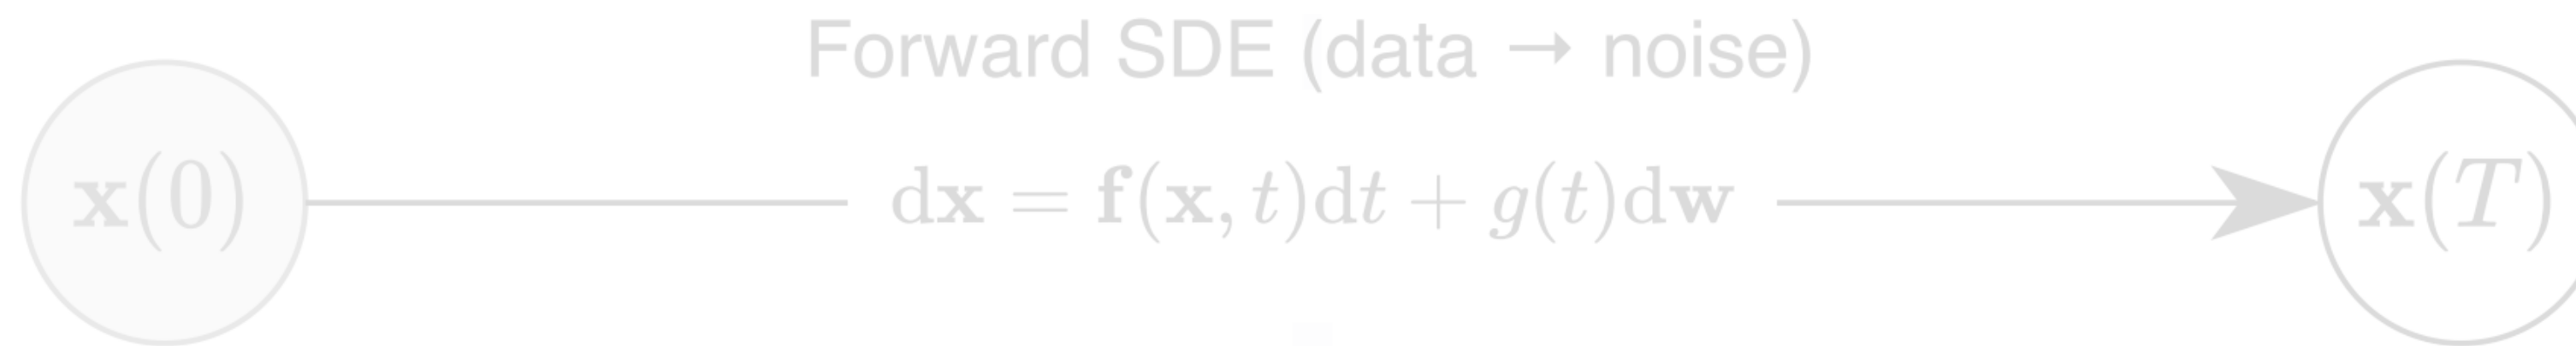 Forward SDE (data → noise)
x(0)
dx = f(x, t)dt + g(t)dw
x(T)